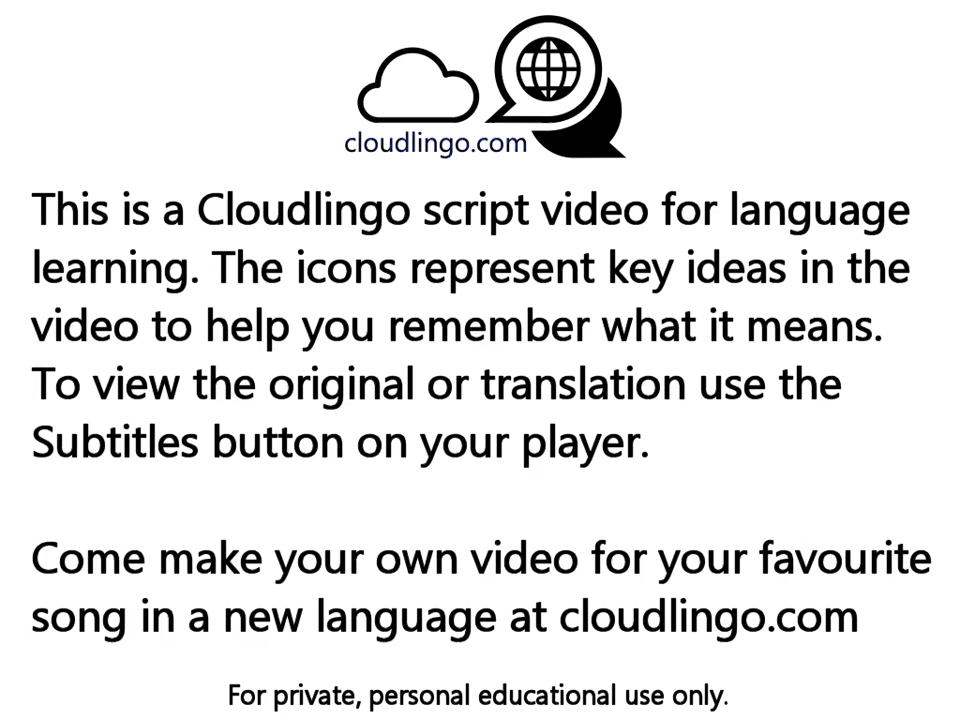 cloudlingo.com
This is a Cloudlingo script video for language
learning. The icons represent key ideas in the
video to help you remember what it means.
To view the original or translation use the
Subtitles button on your player.
Come make your own video for your favourite
song in a new language at cloudlingo.com
For private, personal educational use only.